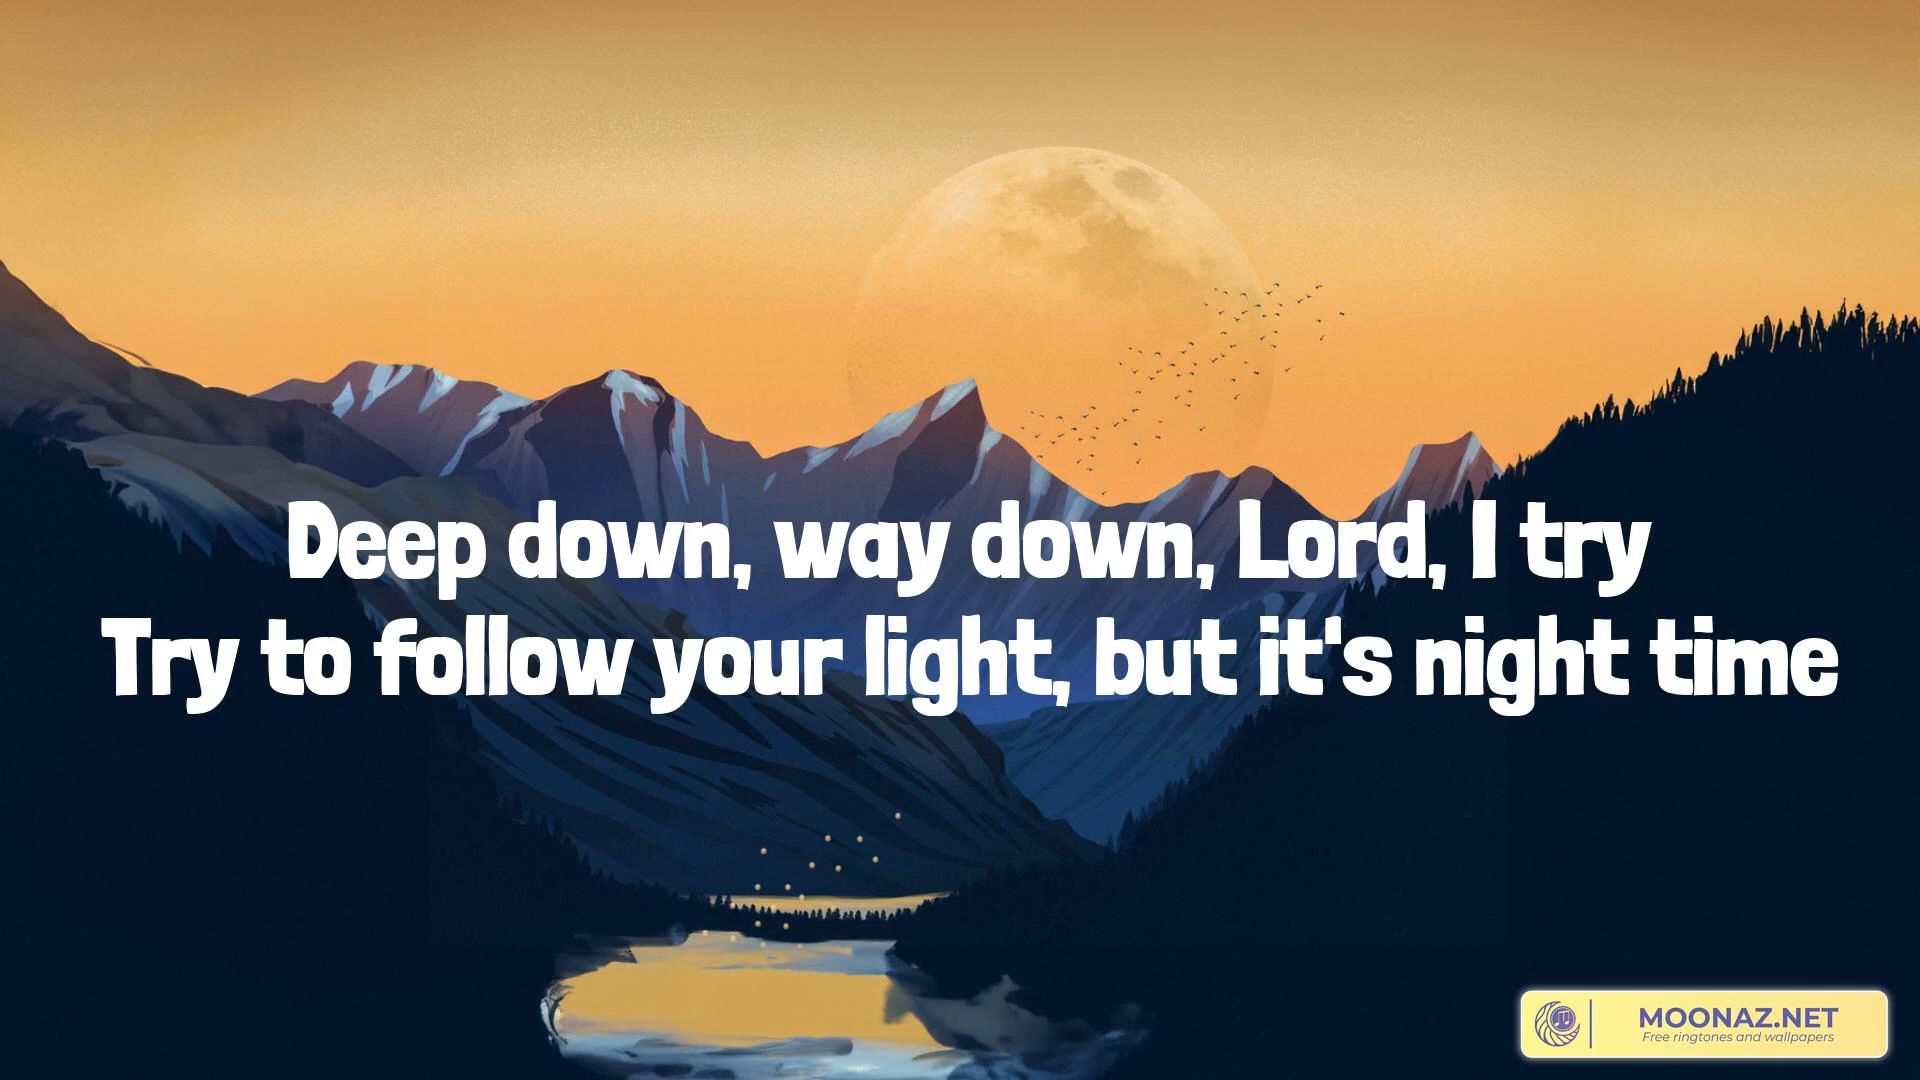 Deep down, way down, Lord, I try
Try to follow your light, but it's night time
MOONAZ.NET
Free ringtones and wallpapers